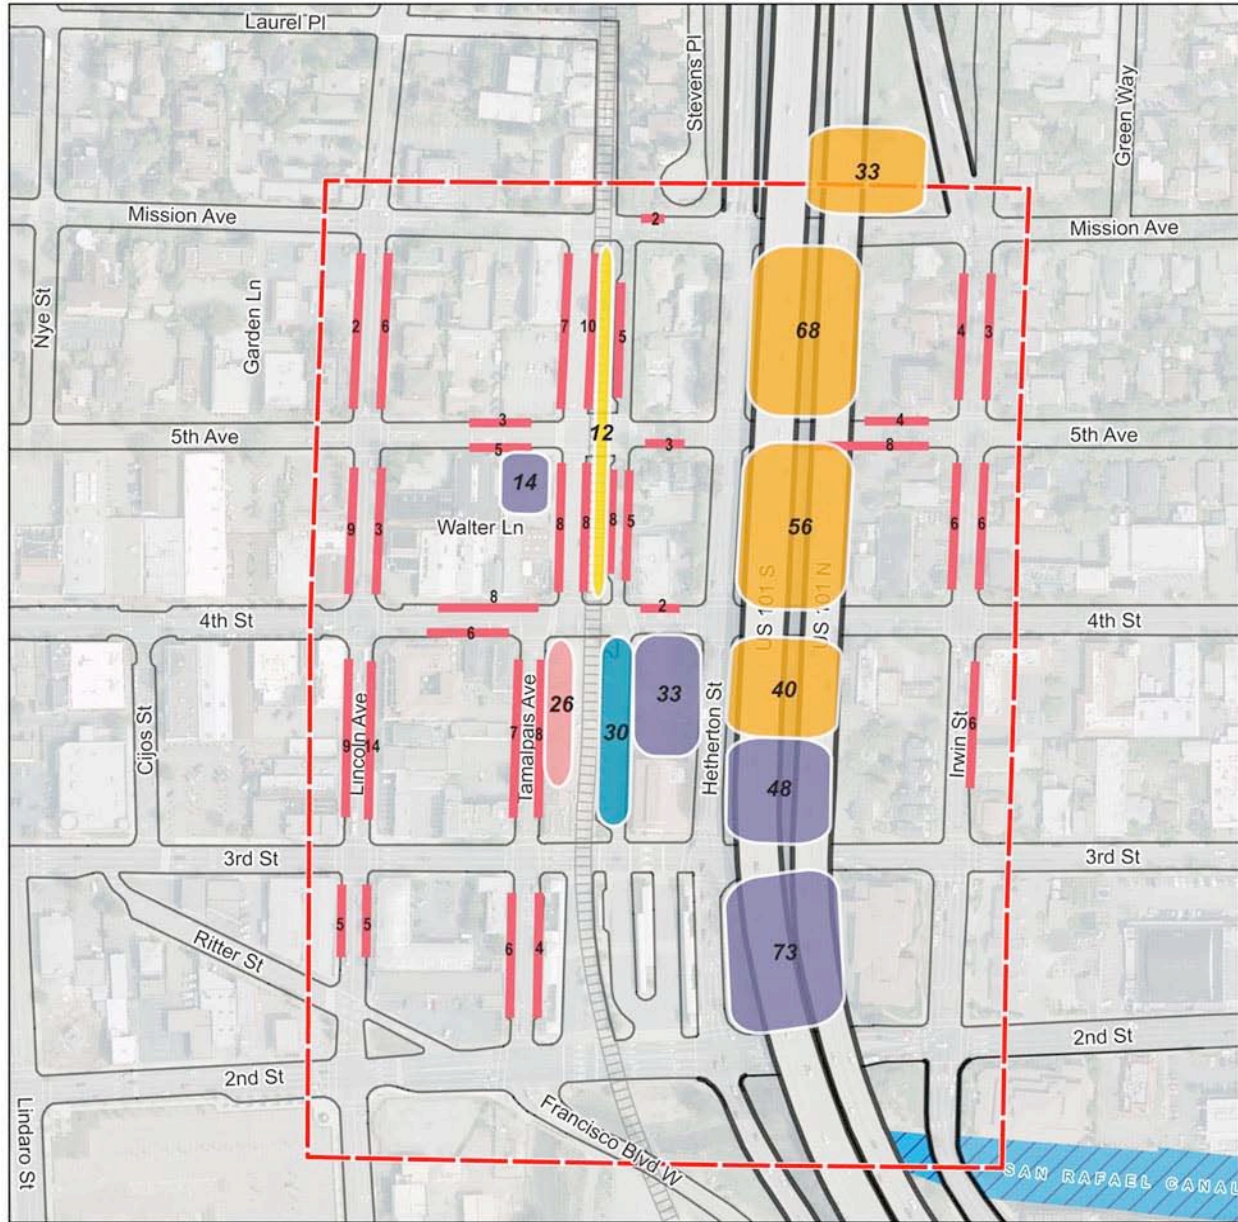 Laurel Pl
Stevens Pl
Green Way
33
Mission Ave
2
Mission Ave
Nye St
Garden Ln
2
6
7
10
5
68
4
3
3
12
4
5th Ave
5
3
8
5th Ave
14
9
3
Walter Ln
8
8
8
5
56
6
6
US 101 S
US 101 N
8
2
4th St
6
4th St
Cijos St
9
Lincoln Ave
14
7
Tamalpais Ave
8
26
30
33
Hetherton St
40
Irwin St
6
48
3rd St
3rd St
5
5
Ritter St
6
4
73
2nd St
2nd St
Lindaro St
Francisco Blvd W
SAN RAFAEL CANAL